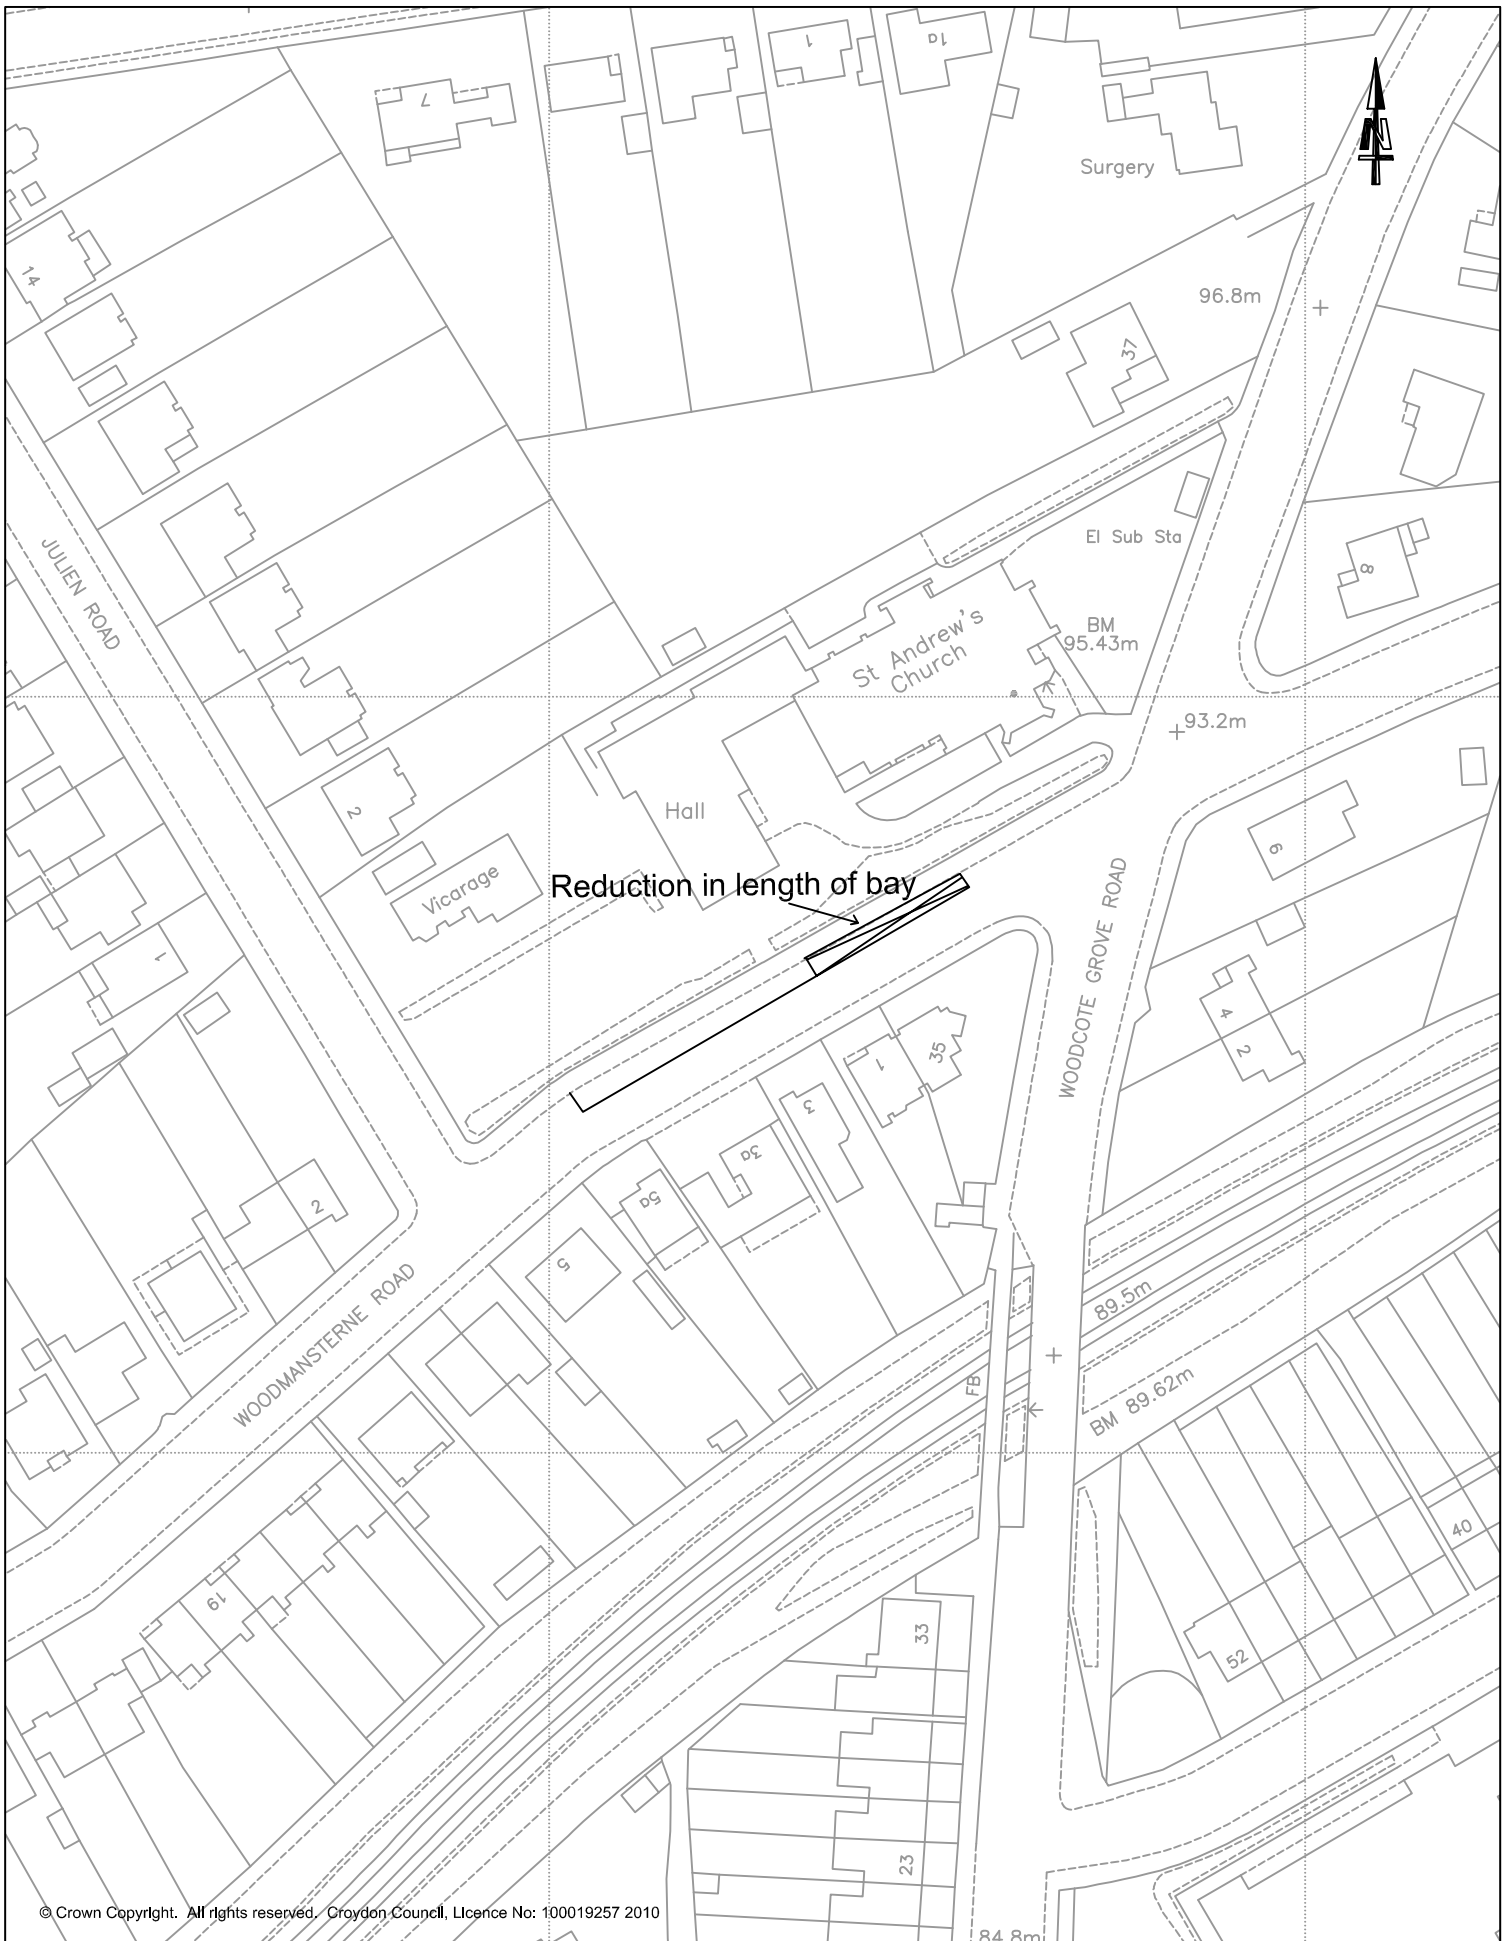 7
1
1a
N
Surgery
14
96.8m
37
El Sub Sta
JULIEN ROAD
8
BM
95.43m
St Andrew's
Church
93.2m
2
Hall
6
Vicarage
Reduction in length of bay
WOODCOTE GROVE ROAD
1
4
2
35
1
3
3a
5a
2
5
WOODMANSTERNE ROAD
89.5m
FB
BM 89.62m
40
19
33
52
23
© Crown Copyright. All rights reserved. Croydon Council, Licence No: 100019257 2010
84.8m